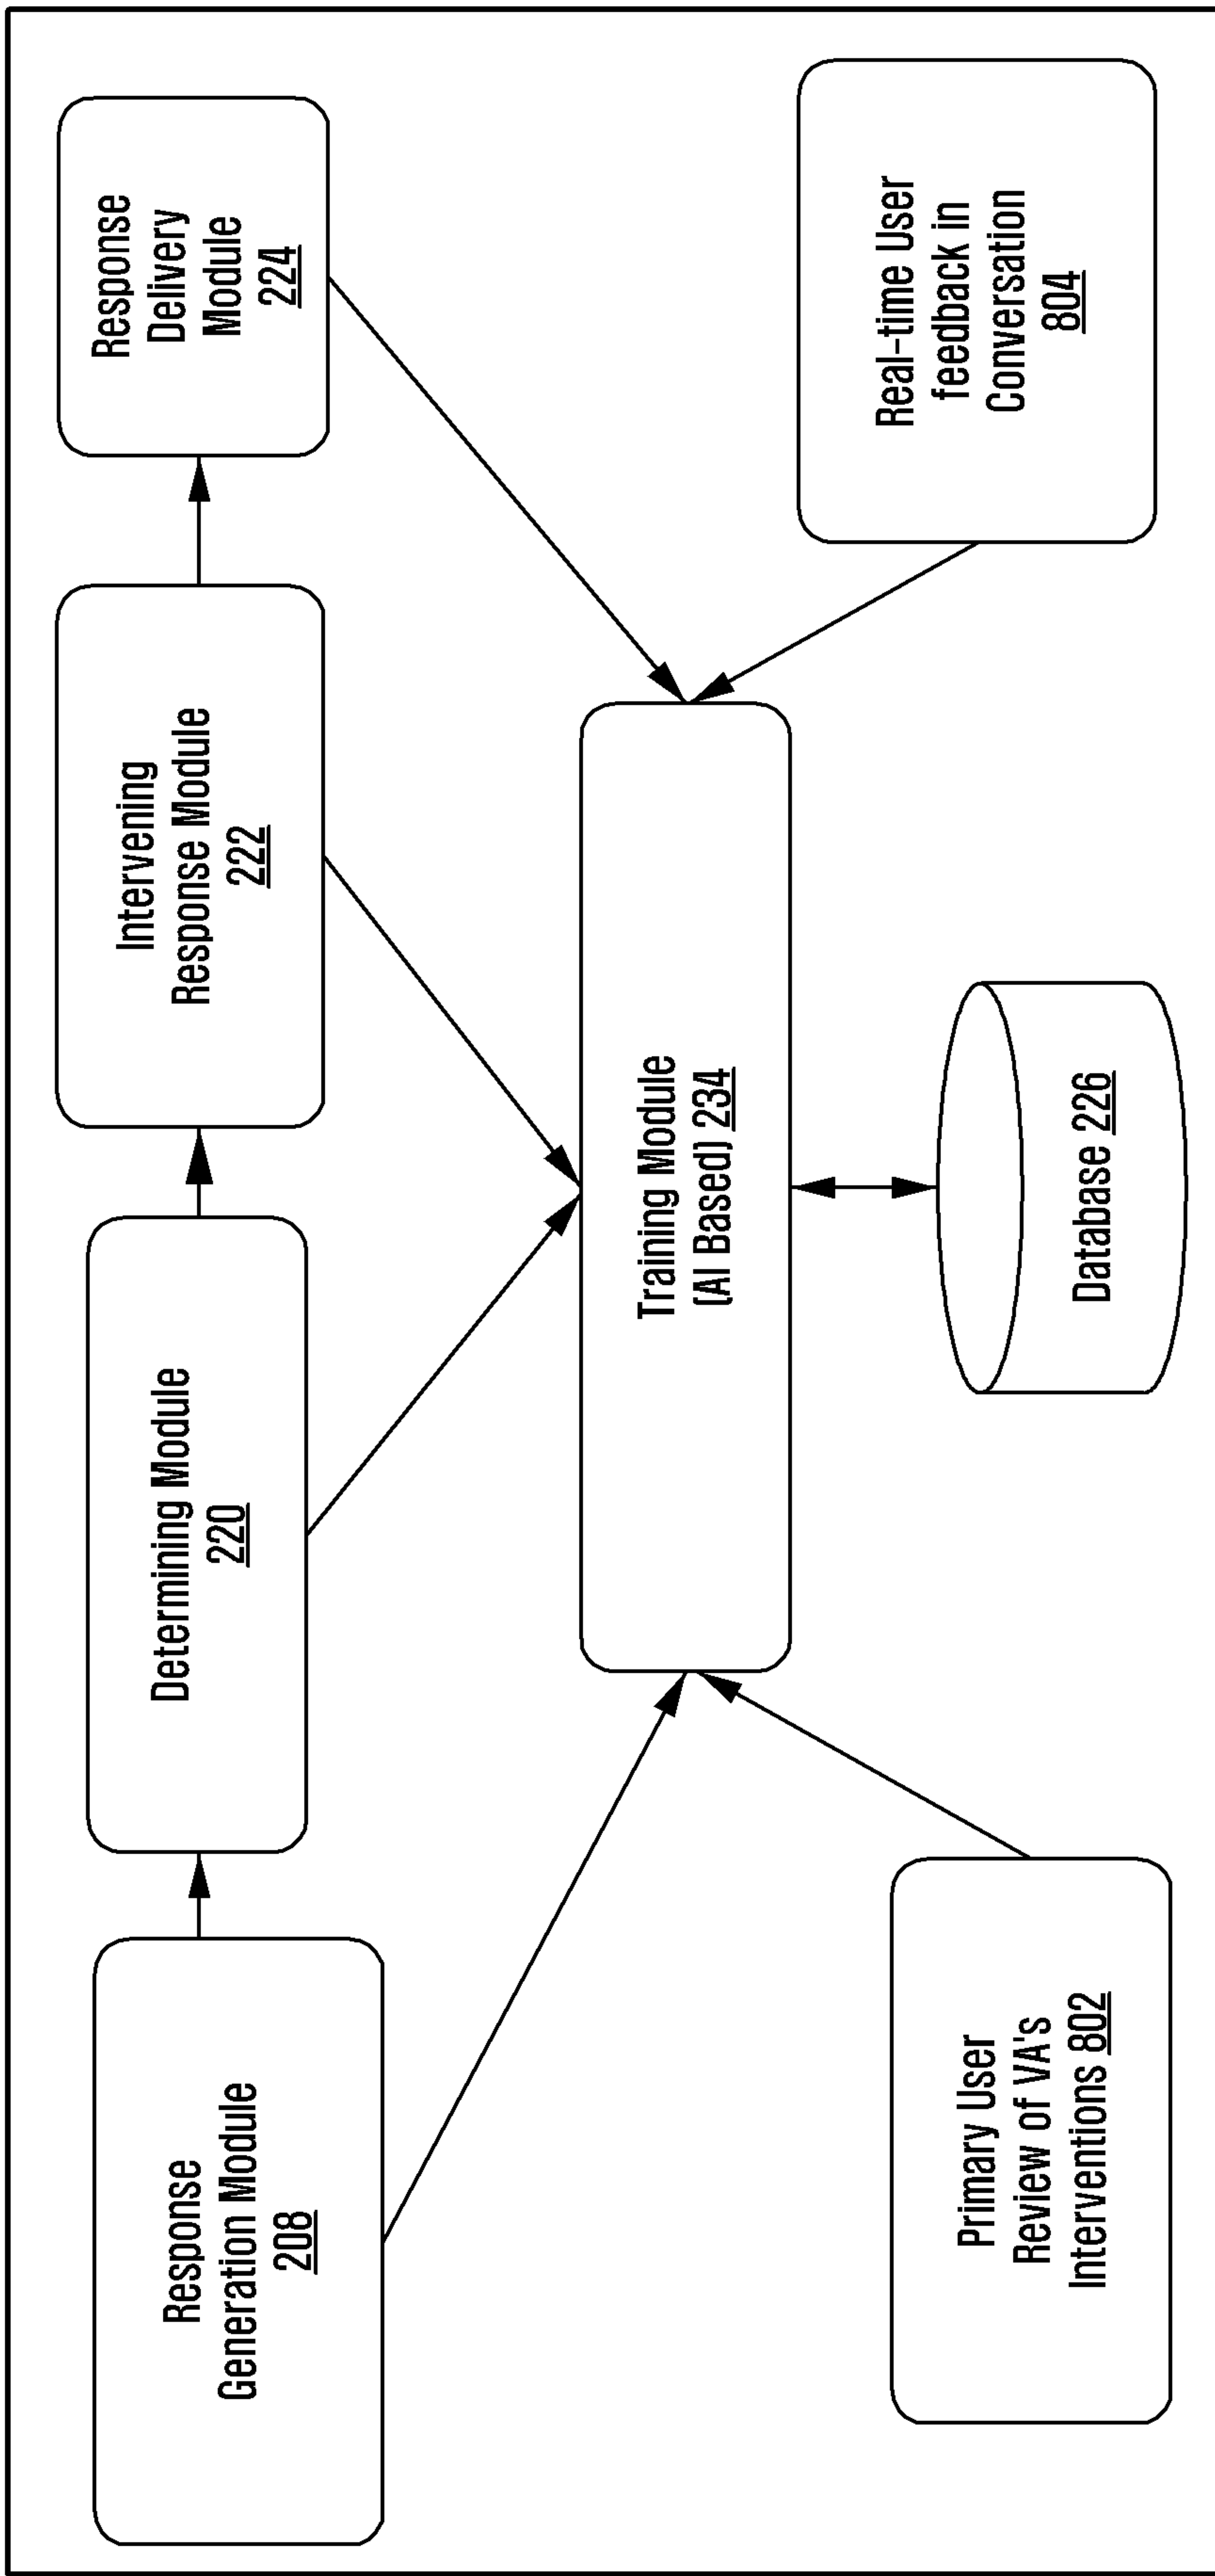 Response
Generation Module
208
Determining Module
220
Intervening
Response Module
222
Response
Delivery
Module
224
Training Module
(AI Based) 234
Primary User
Review of VA's
Interventions 802
Database 226
Real-time User
feedback in
Conversation
804